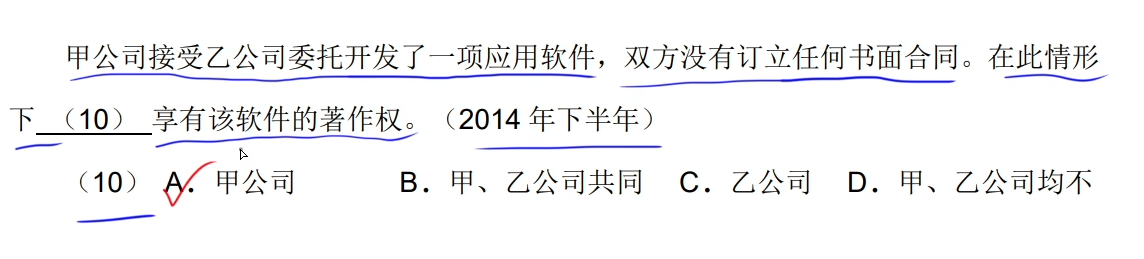 甲公司接受乙公司委托开发了一项应用软件，双方没有订立任何书面合同。在此情形
下 （10） 享有该软件的著作权。（2014 年下半年）
（10） A．甲公司 B．甲、乙公司共同 C．乙公司 D．甲、乙公司均不